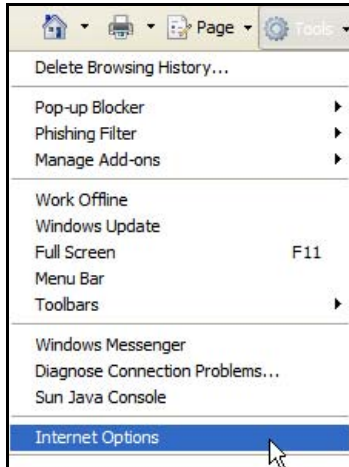 Page Tools
Delete Browsing History...
Pop-up Blocker
Phishing Filter
Manage Add-ons
Work Offline
Windows Update
Full Screen F11
Menu Bar
Toolbars
Windows Messenger
Diagnose Connection Problems...
Sun Java Console
Internet Options